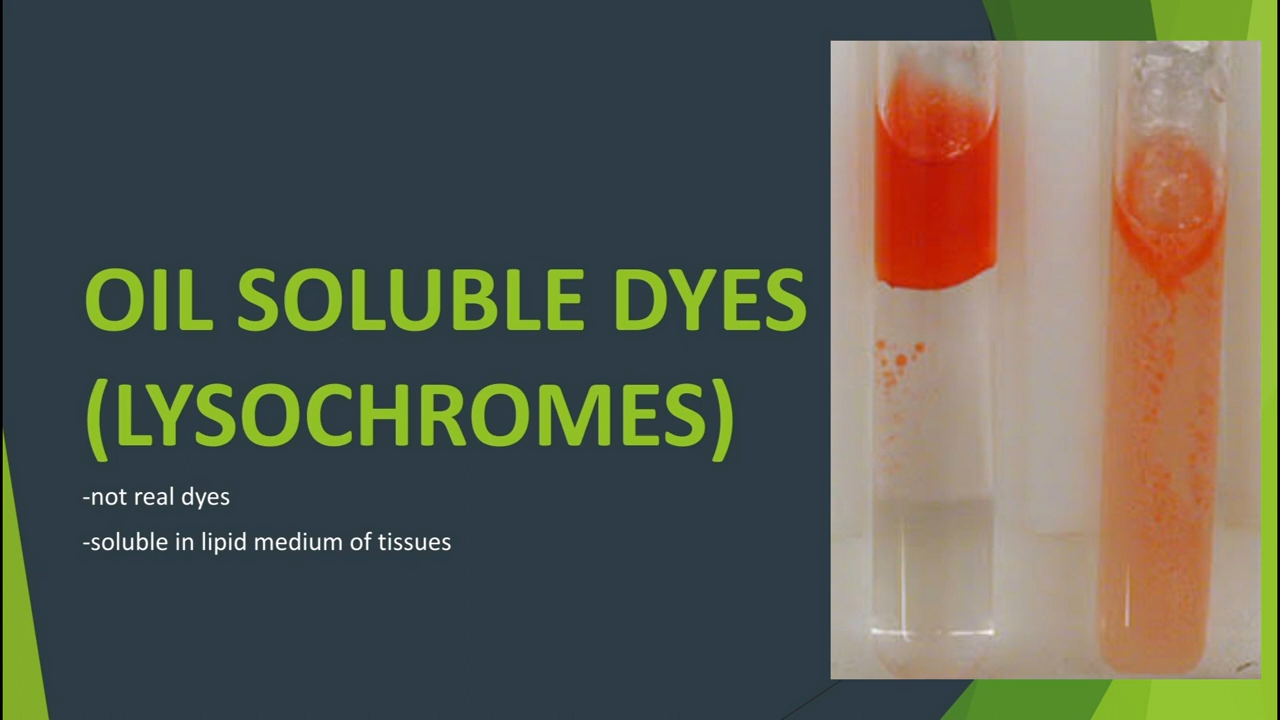 OIL SOLUBLE DYES
(LYSOCHROMES)
-not real dyes
-soluble in lipid medium of tissues